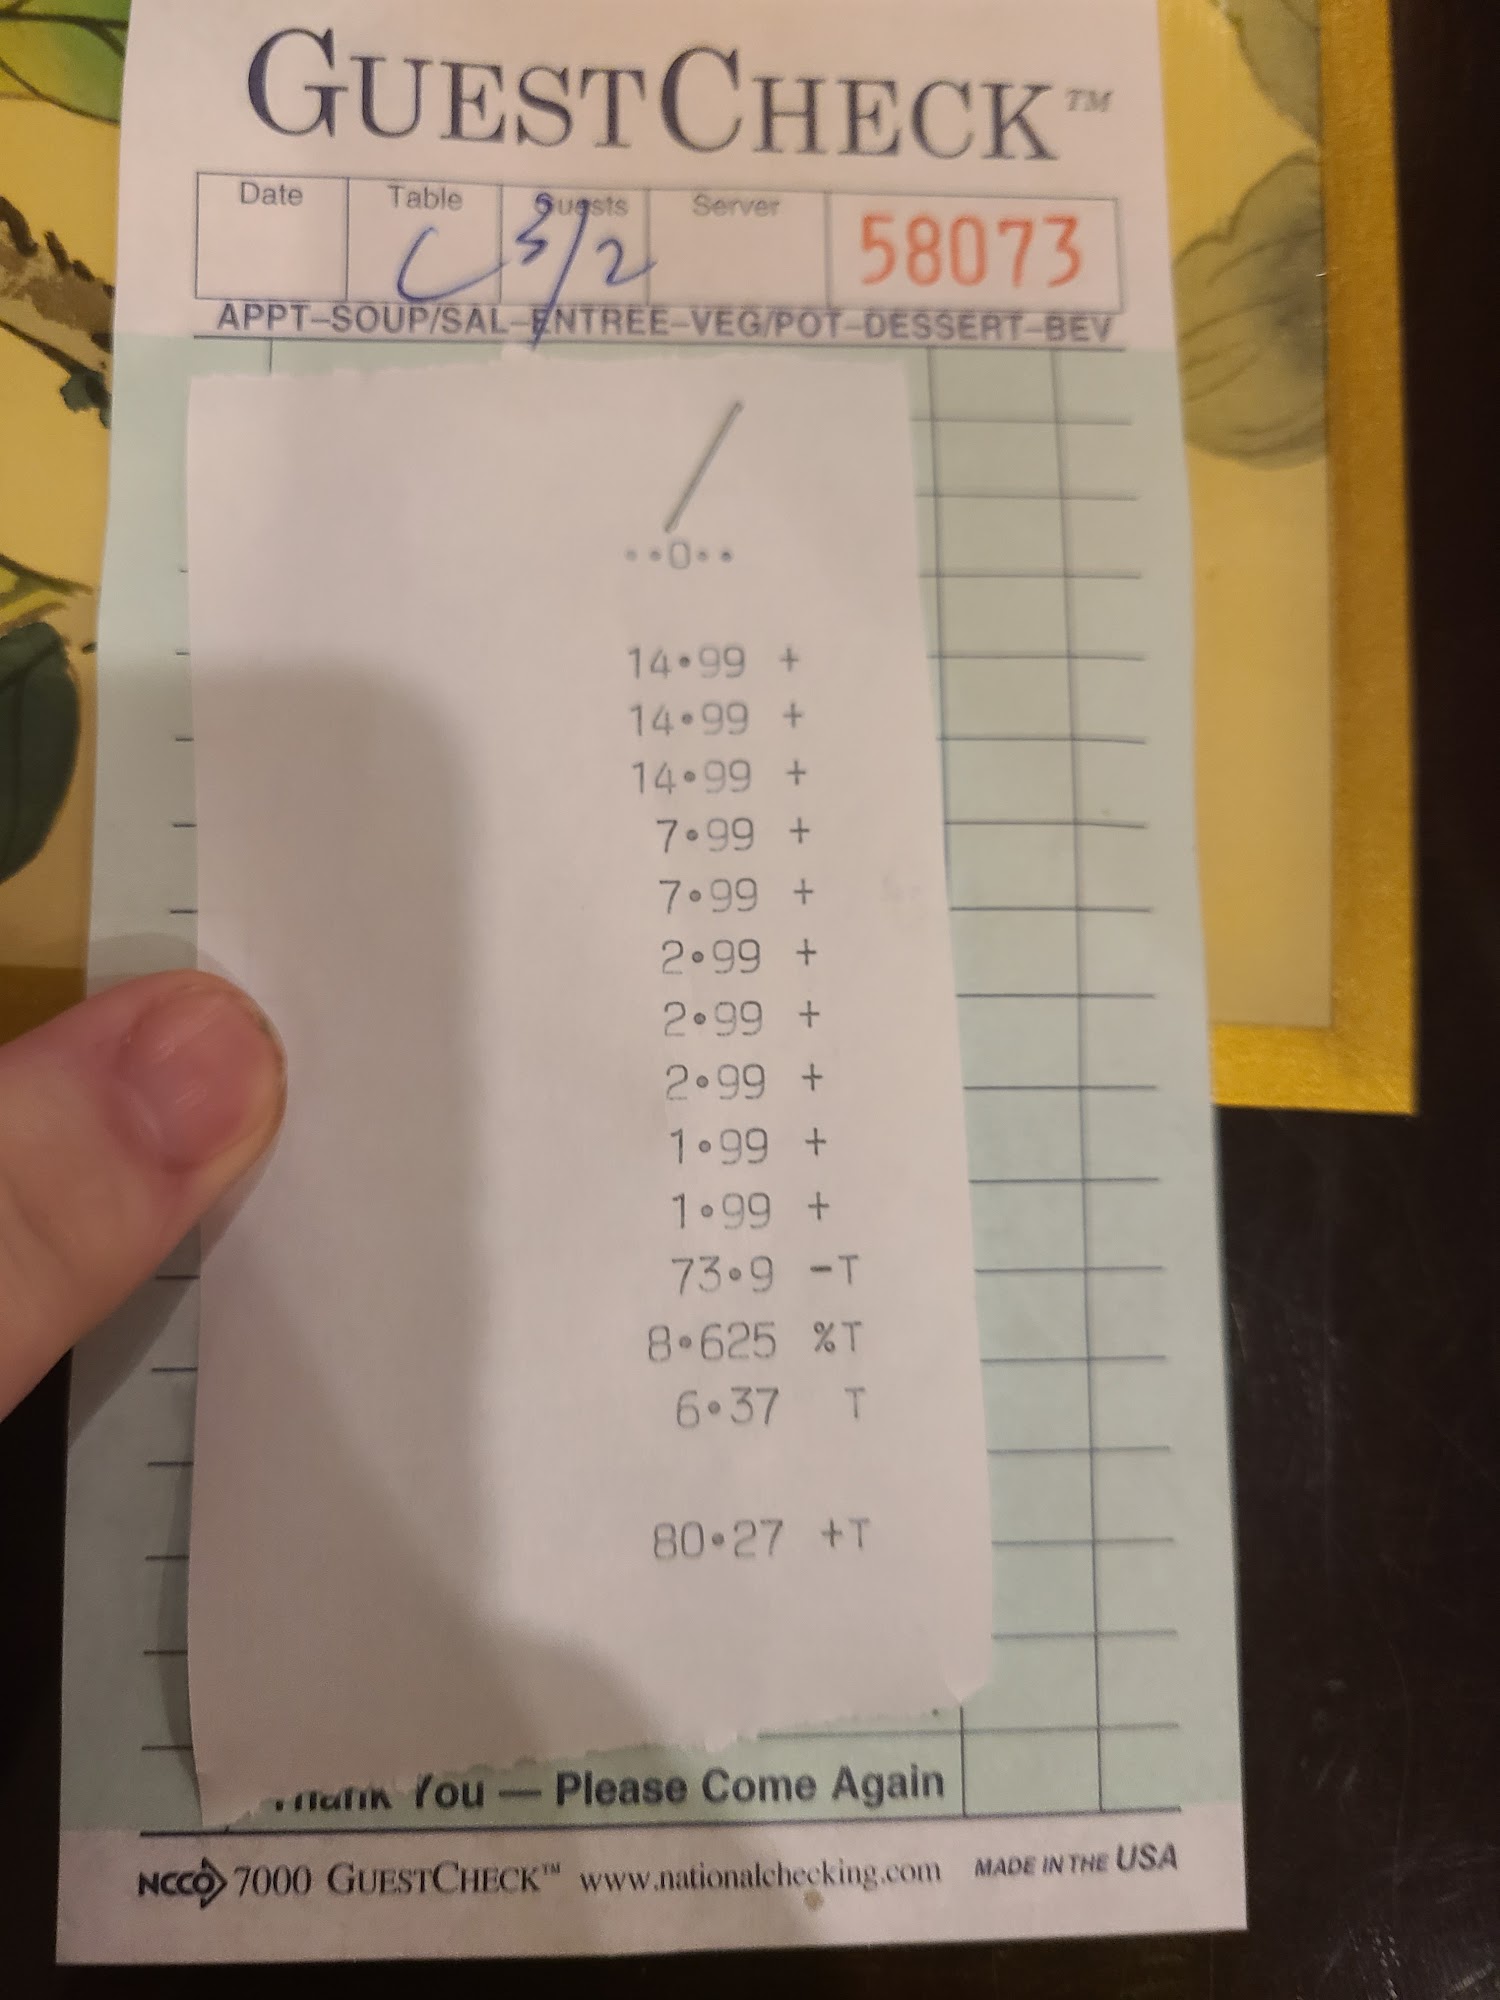 GUESTCHECK™
Date Table Guests Server 58073
C 3/2
APPT–SOUP/SAL–ENTREE–VEG/POT–DESSERT–BEV
••0••
14•99 +
14•99 +
14•99 +
7•99 +
7•99 +
2•99 +
2•99 +
2•99 +
1•99 +
1•99 +
73•9 –T
8•625 %T
6•37 T
80•27 +T
Thank You — Please Come Again
NCCO 7000 GUESTCHECK™ www.nationalchecking.com MADE IN THE USA